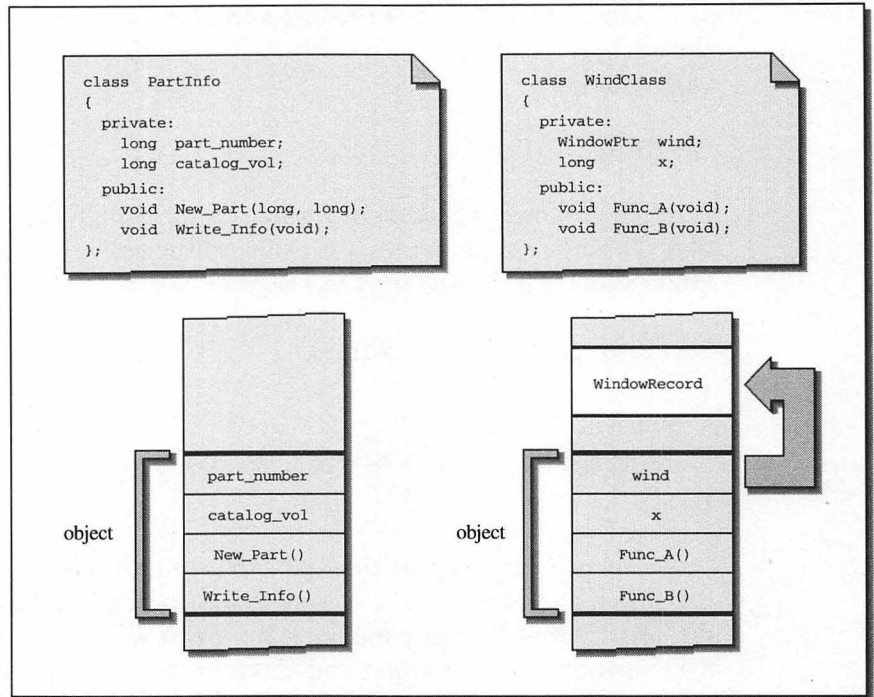 class  PartInfo
{
  private:
    long  part_number;
    long  catalog_vol;
  public:
    void  New_Part(long, long);
    void  Write_Info(void);
};
class  WindClass
{
  private:
    WindowPtr  wind;
    long       x;
  public:
    void  Func_A(void);
    void  Func_B(void);
};
object
part_number
catalog_vol
New_Part()
Write_Info()
WindowRecord
object
wind
x
Func_A()
Func_B()